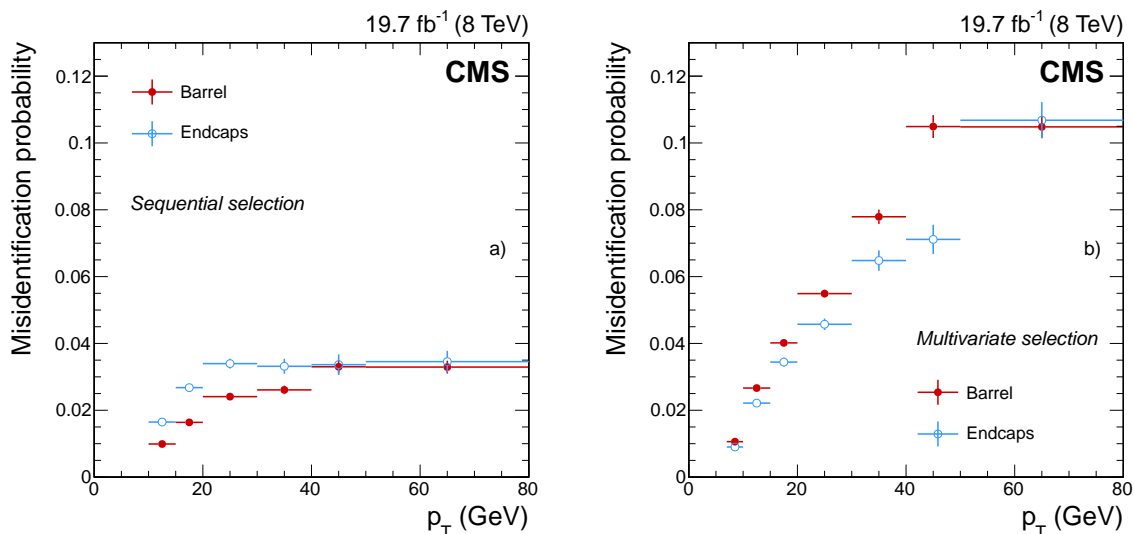 19.7 fb⁻¹ (8 TeV)
CMS
Misidentification probability
0.12
0.1
0.08
0.06
0.04
0.02
0
Barrel
Endcaps
Sequential selection
a)
0 20 40 60 80
p_T (GeV)
19.7 fb⁻¹ (8 TeV)
CMS
Misidentification probability
0.12
0.1
0.08
0.06
0.04
0.02
0
b)
Multivariate selection
Barrel
Endcaps
0 20 40 60 80
p_T (GeV)